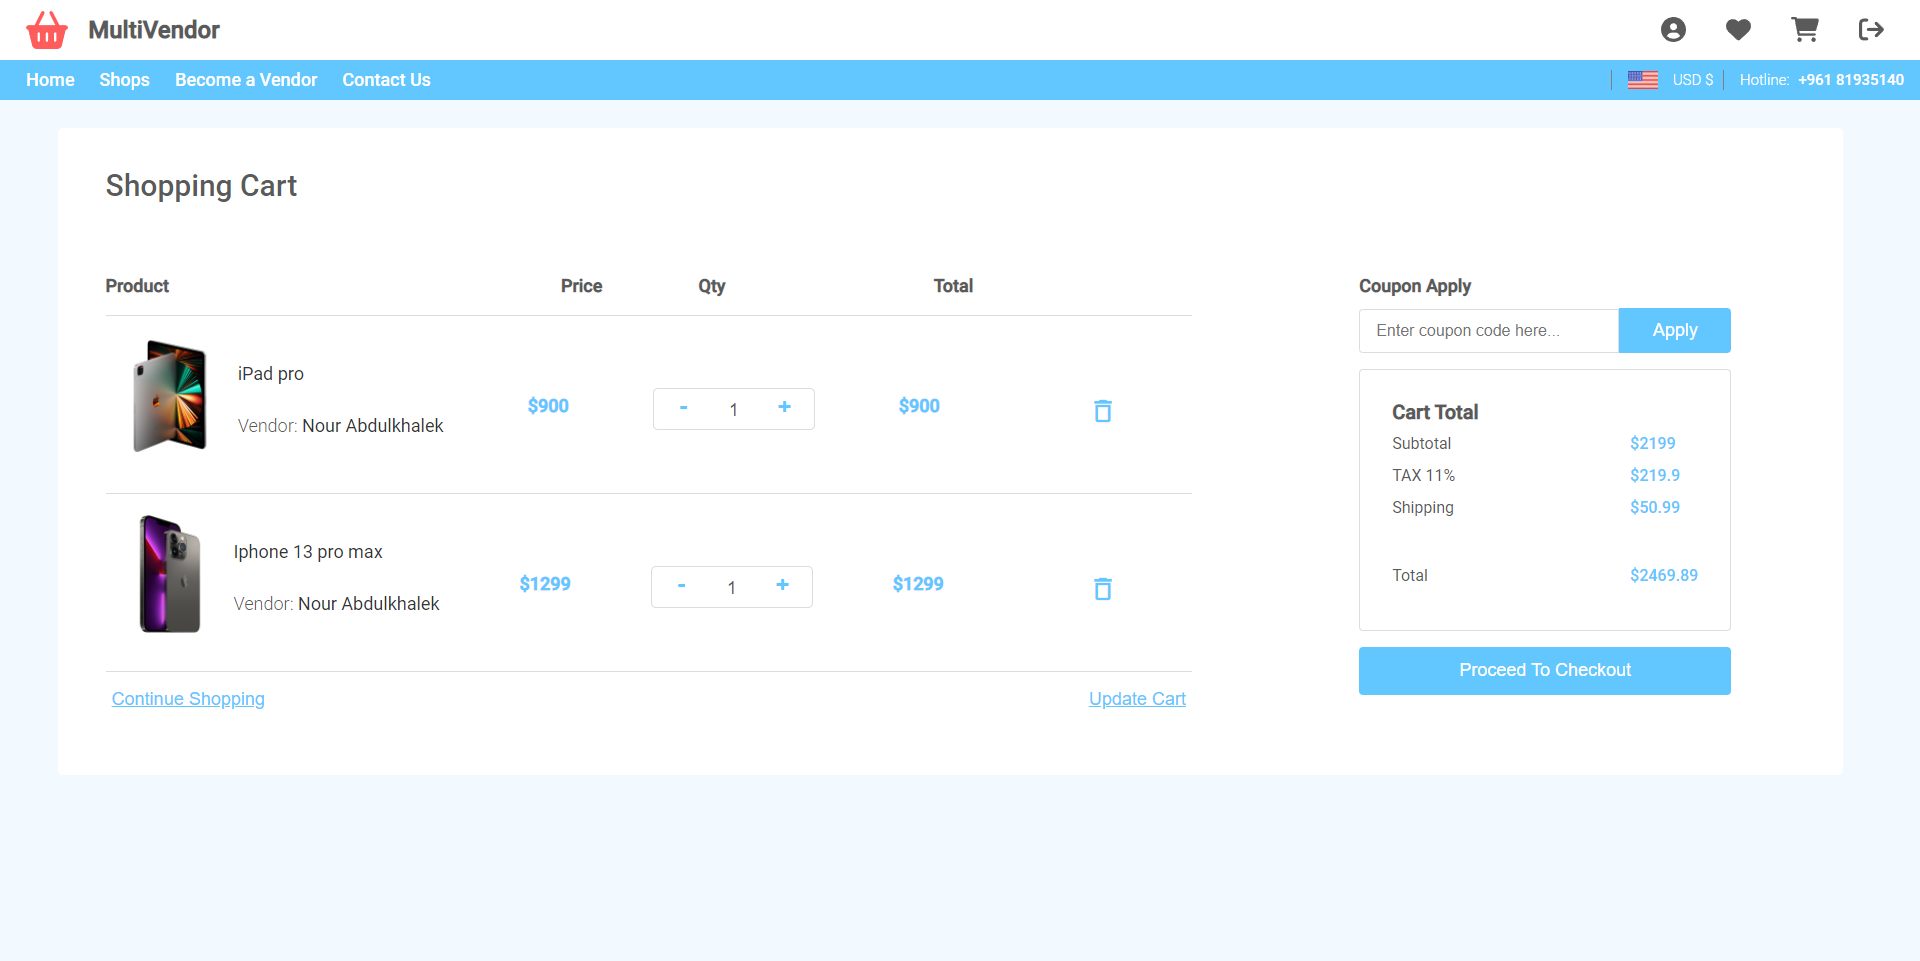 MultiVendor
Home Shops Become a Vendor Contact Us USD $ Hotline: +961 81935140
Shopping Cart
Product Price Qty Total
iPad pro
Vendor: Nour Abdulkhalek
$900 - 1 + $900
Iphone 13 pro max
Vendor: Nour Abdulkhalek
$1299 - 1 + $1299
Continue Shopping Update Cart
Coupon Apply
Enter coupon code here... Apply
Cart Total
Subtotal $2199
TAX 11% $219.9
Shipping $50.99
Total $2469.89
Proceed To Checkout